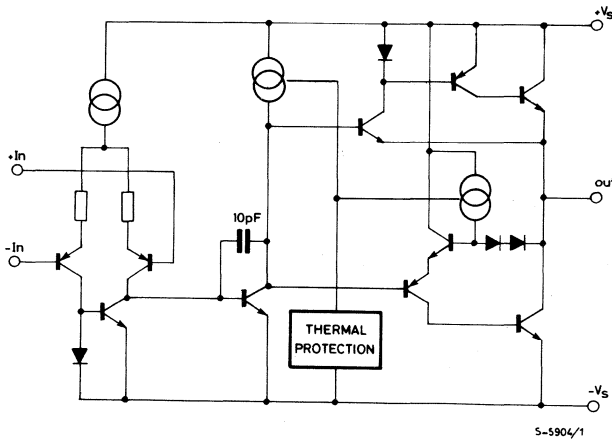 +Vs
+In
out
10pF
-In
THERMAL
PROTECTION
-Vs
S-5904/1